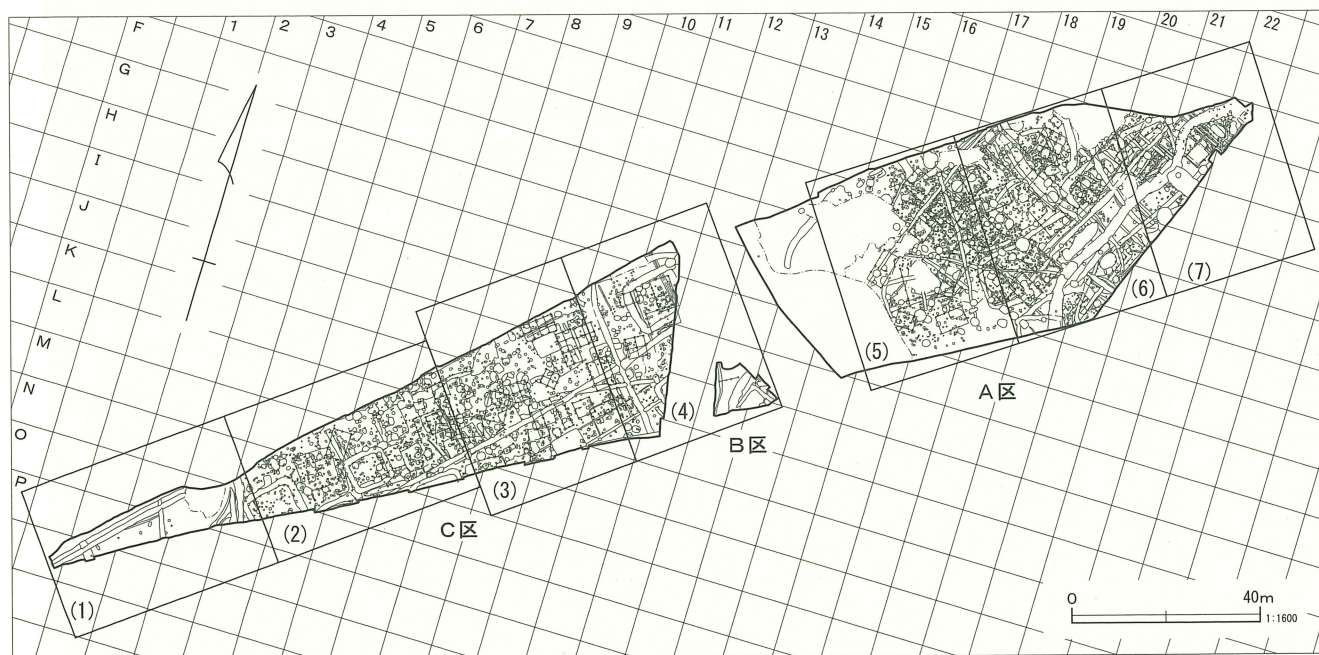 F 1 2 3 4 5 6 7 8 9 10 11 12 13 14 15 16 17 18 19 20 21 22
G
H
I
J
K
L
M
N
O
P
(1)
(2)
(3)
(4)
(5)
(6)
(7)
A区
B区
C区
0 40m
1:1600